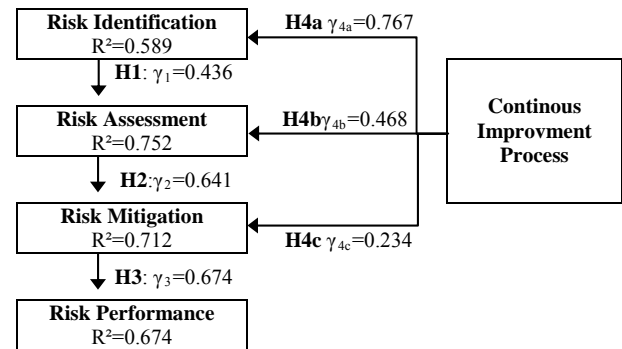 Risk Identification
R²=0.589
H4a γ4a=0.767
H1: γ1=0.436
Risk Assessment
R²=0.752
H4bγ4b=0.468
Continous
Improvment
Process
H2:γ2=0.641
Risk Mitigation
R²=0.712
H4c γ4c=0.234
H3: γ3=0.674
Risk Performance
R²=0.674